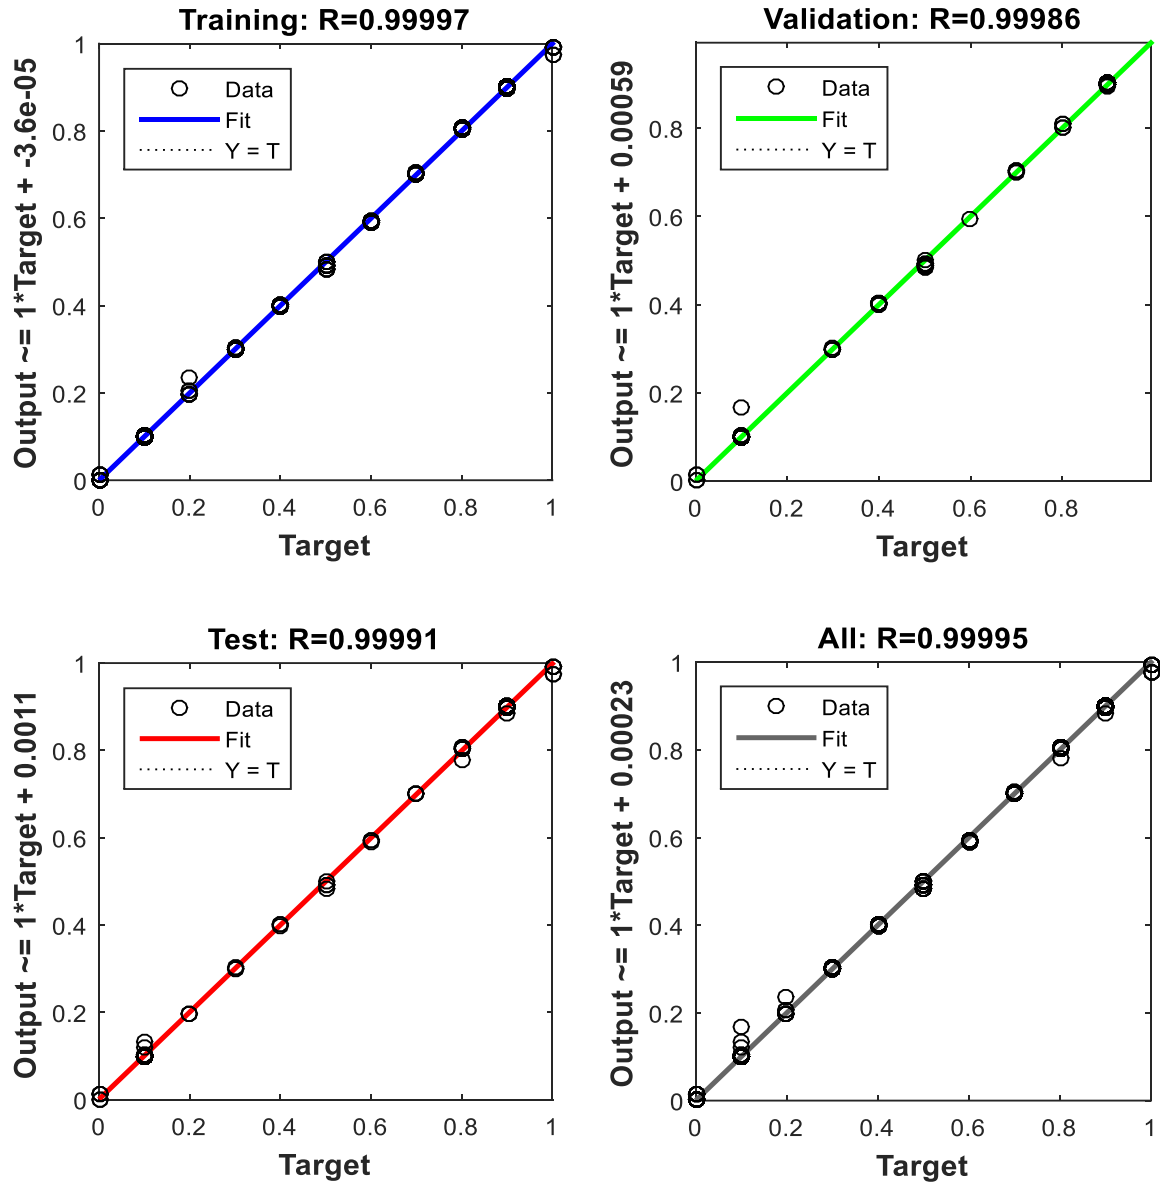 Training: R=0.99997
Output ~= 1*Target + -3.6e-05
1
0.8
0.6
0.4
0.2
0
Data
Fit
Y = T
0 0.2 0.4 0.6 0.8 1
Target
Validation: R=0.99986
Output ~= 1*Target + 0.00059
0.8
0.6
0.4
0.2
0
Data
Fit
Y = T
0 0.2 0.4 0.6 0.8
Target
Test: R=0.99991
Output ~= 1*Target + 0.0011
1
0.8
0.6
0.4
0.2
0
Data
Fit
Y = T
0 0.2 0.4 0.6 0.8 1
Target
All: R=0.99995
Output ~= 1*Target + 0.00023
1
0.8
0.6
0.4
0.2
0
Data
Fit
Y = T
0 0.2 0.4 0.6 0.8 1
Target